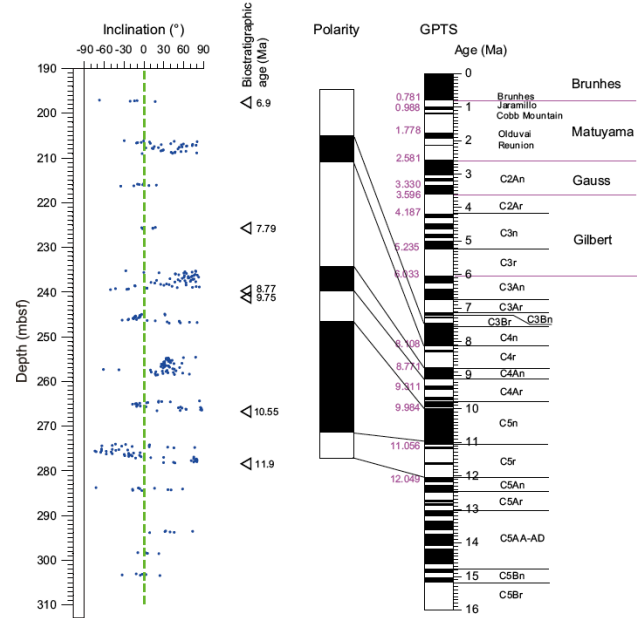 Inclination (°)
-90 -60 -30 0 30 60 90
Biostratigraphic
age (Ma)
Polarity
GPTS
Age (Ma)
Depth (mbsf)
190
200
210
220
230
240
250
260
270
280
290
300
310
6.9
7.79
8.77
9.75
10.55
11.9
0.781
0.988
1.778
2.581
3.330
3.596
4.187
5.235
6.033
8.108
8.771
9.311
9.984
11.056
12.049
0
1
2
3
4
5
6
7
8
9
10
11
12
13
14
15
16
Brunhes
Jaramillo
Cobb Mountain
Olduvai
Reunion
C2An
C2Ar
C3n
C3r
C3An
C3Ar
C3Bn
C3Br
C4n
C4r
C4An
C4Ar
C5n
C5r
C5An
C5Ar
C5AA-AD
C5Bn
C5Br
Brunhes
Matuyama
Gauss
Gilbert